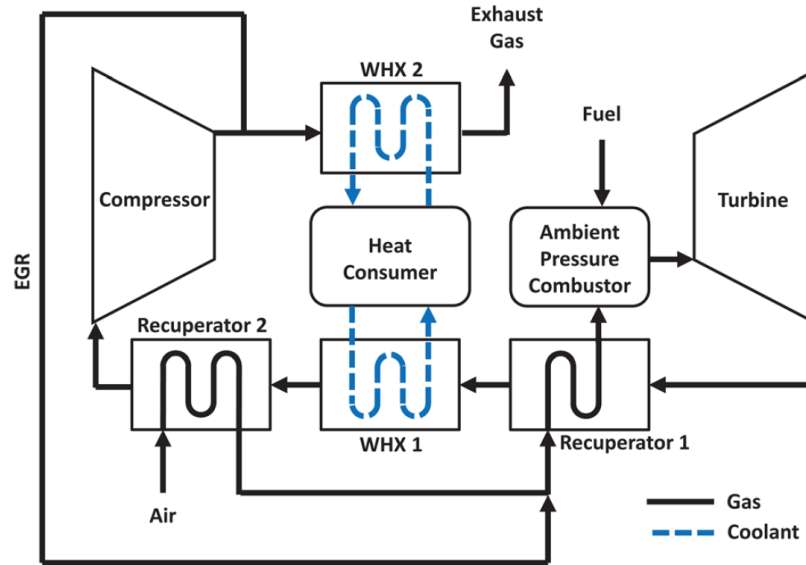 Exhaust
Gas
WHX 2
Fuel
Compressor
Turbine
Heat
Consumer
Ambient
Pressure
Combustor
EGR
Recuperator 2
WHX 1
Recuperator 1
Air
Gas
Coolant